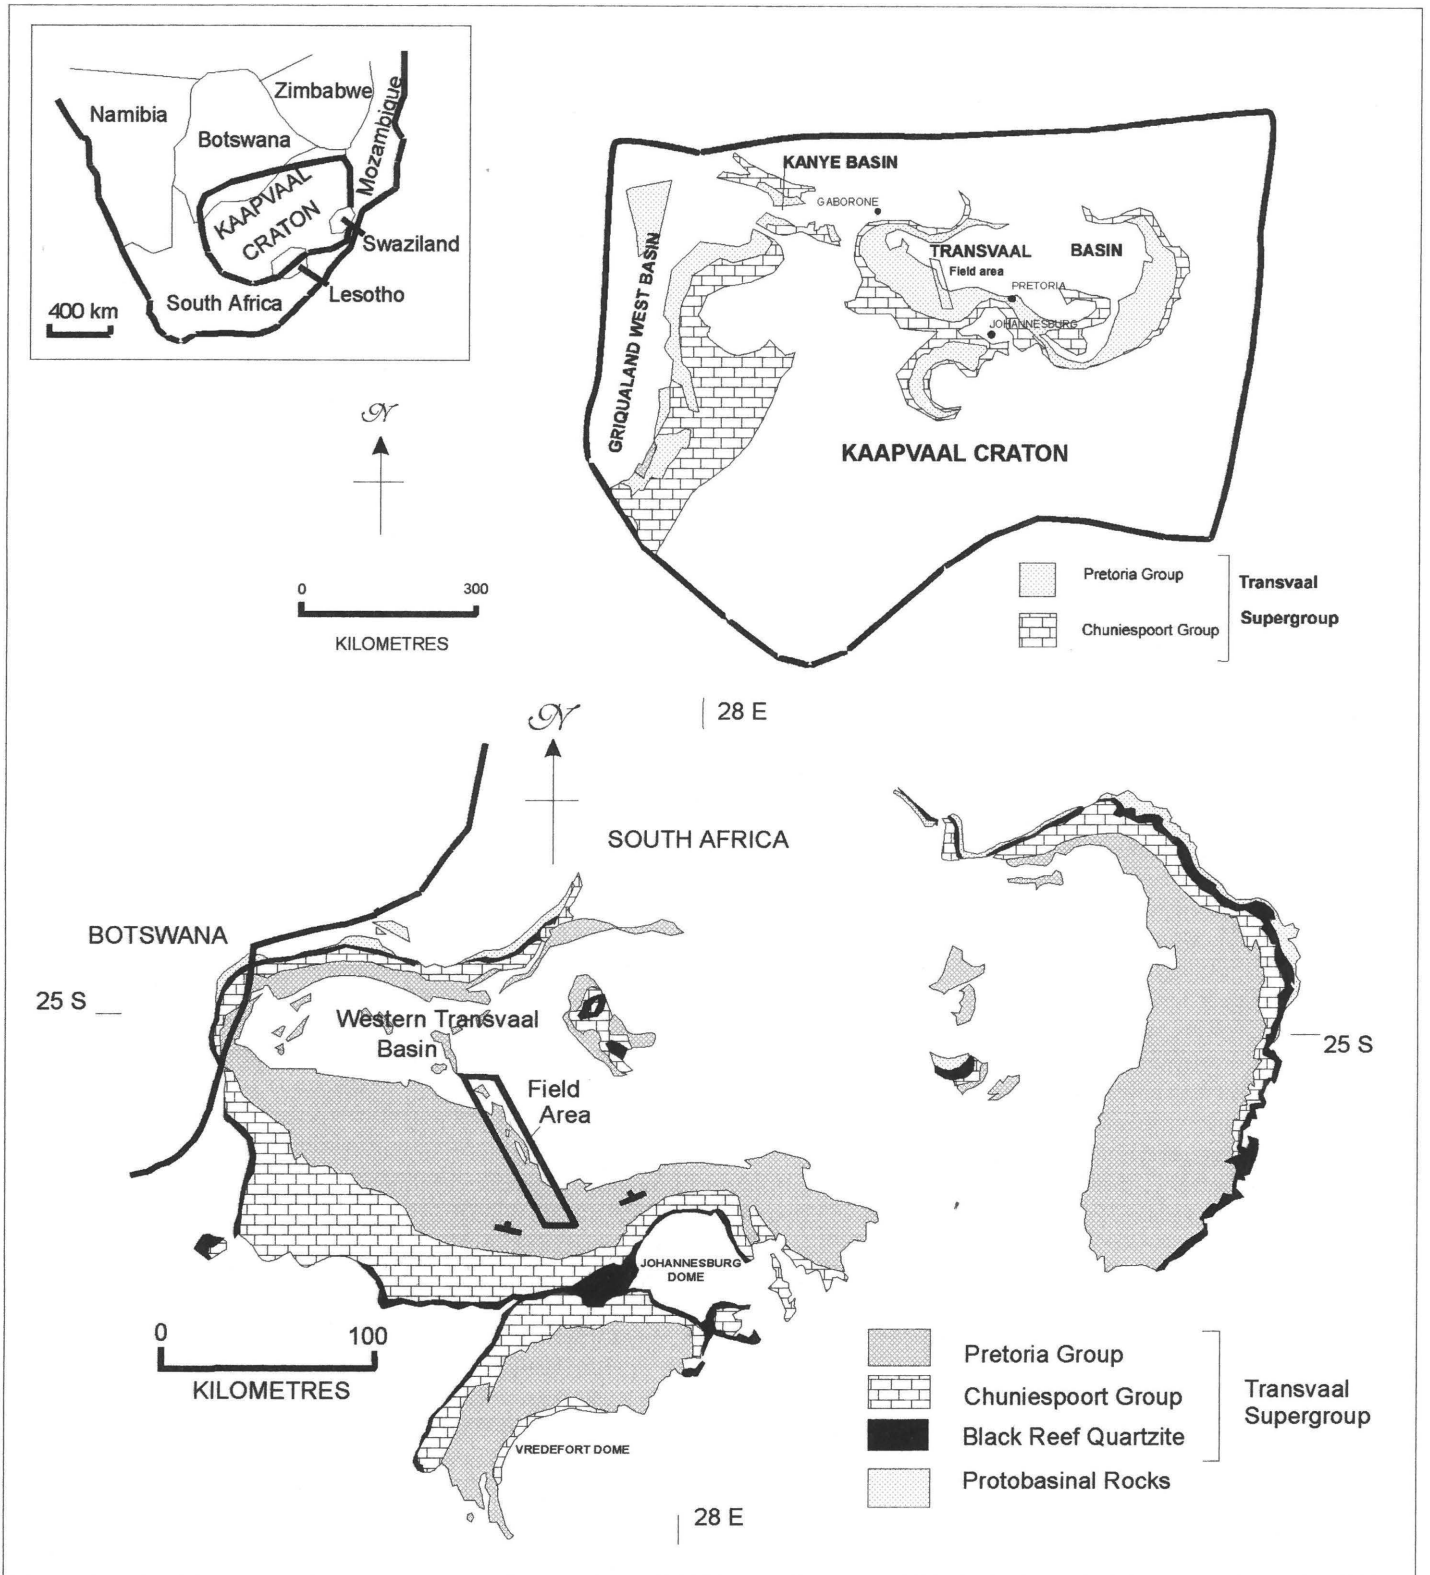 Namibia
Zimbabwe
Botswana
Mozambique
KAAPVAAL
CRATON
Swaziland
Lesotho
South Africa
400 km
KANYE BASIN
GABORONE
GRIQUALAND WEST BASIN
TRANSVAAL BASIN
Field area
PRETORIA
JOHANNESBURG
KAAPVAAL CRATON
N
0 300
KILOMETRES
Pretoria Group
Chuniespoort Group
Transvaal
Supergroup
28 E
N
SOUTH AFRICA
BOTSWANA
25 S
Western Transvaal
Basin
Field
Area
25 S
JOHANNESBURG
DOME
0 100
KILOMETRES
VREDEFORT DOME
28 E
Pretoria Group
Chuniespoort Group
Black Reef Quartzite
Transvaal
Supergroup
Protobasinal Rocks